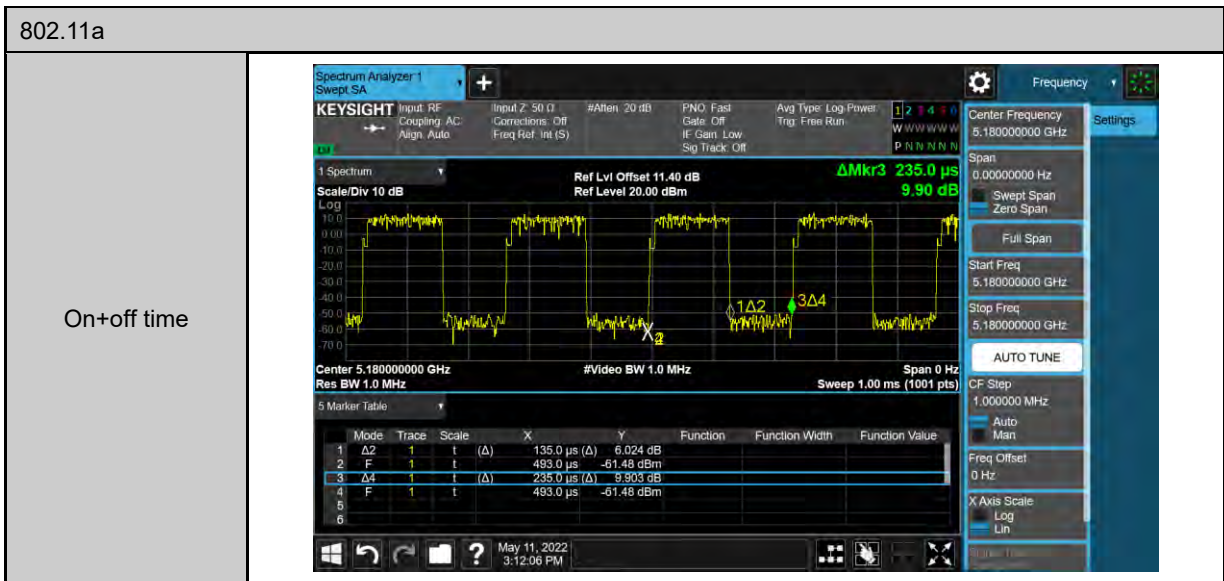 802.11a
On+off time
Spectrum Analyzer 1
Swept SA
Frequency
KEYSIGHT
Input: RF
Coupling: AC
Align: Auto
Input Z: 50 Ω
Corrections: Off
Freq Ref: Int (S)
#Atten: 20 dB
PNO: Fast
Gate: Off
IF Gain: Low
Sig Track: Off
Avg Type: Log-Power
Trig: Free Run
1 2 3 4 5 6
W W W W W W
P N N N N N
1 Spectrum
Scale/Div 10 dB
Ref Lvl Offset 11.40 dB
Ref Level 20.00 dBm
ΔMkr3 235.0 µs
9.90 dB
Log
10.0
0.00
-10.0
-20.0
-30.0
-40.0
-50.0
-60.0
-70.0
1Δ2
3Δ4
Center 5.180000000 GHz
#Video BW 1.0 MHz
Span 0 Hz
Res BW 1.0 MHz
Sweep 1.00 ms (1001 pts)
5 Marker Table
Mode Trace Scale X Y Function Function Width Function Value
1 Δ2 1 t (Δ) 135.0 µs (Δ) 6.024 dB
2 F 1 t 493.0 µs -61.48 dBm
3 Δ4 1 t (Δ) 235.0 µs (Δ) 9.903 dB
4 F 1 t 493.0 µs -61.48 dBm
5
6
May 11, 2022
3:12:06 PM
Center Frequency
5.180000000 GHz
Settings
Span
0.00000000 Hz
Swept Span
Zero Span
Full Span
Start Freq
5.180000000 GHz
Stop Freq
5.180000000 GHz
AUTO TUNE
CF Step
1.000000 MHz
Auto
Man
Freq Offset
0 Hz
X Axis Scale
Log
Lin